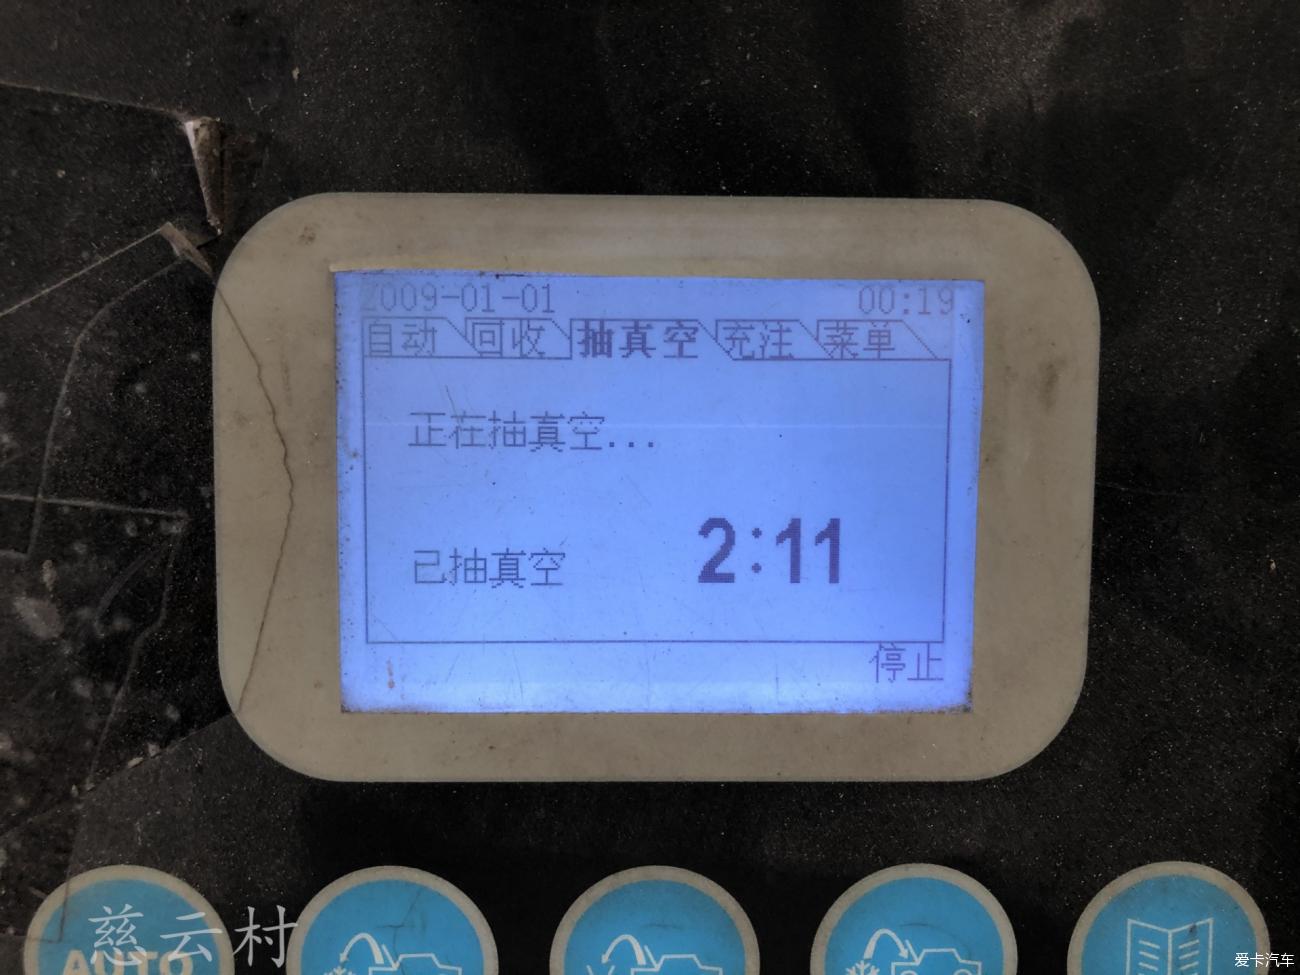 2009-01-01 00:19
自动 回收 抽真空 充注 菜单
正在抽真空...
已抽真空 2:11
停止
AUTO
慈云村
爱卡汽车